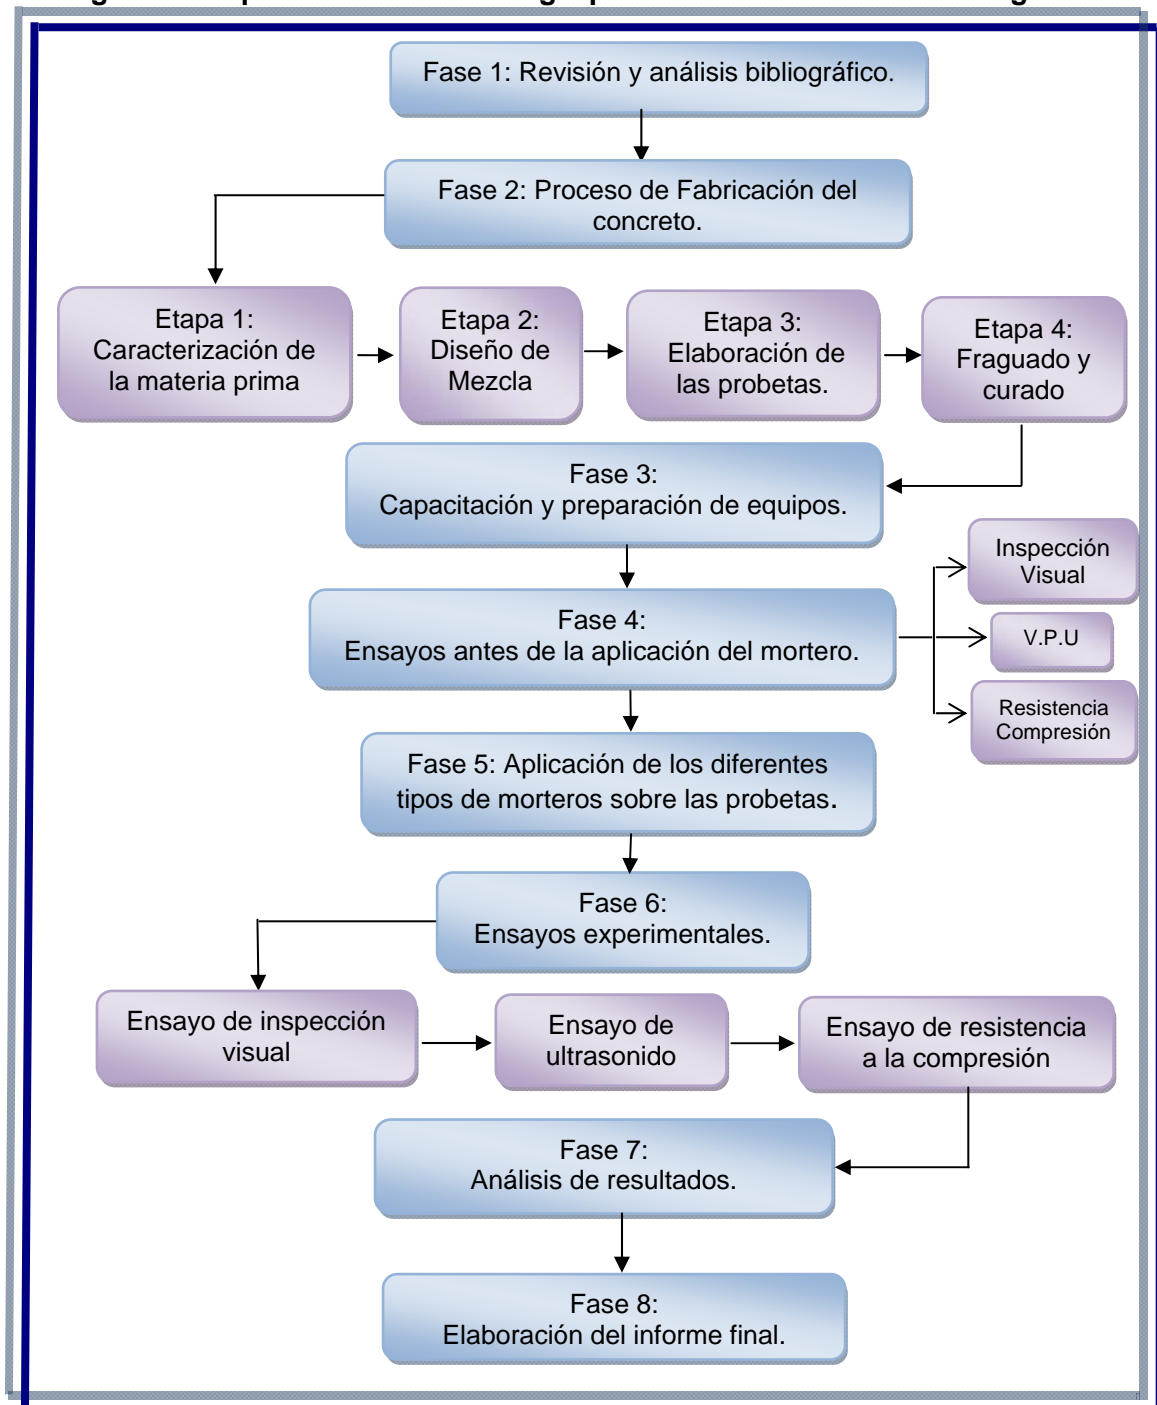 Fase 1: Revisión y análisis bibliográfico.
Fase 2: Proceso de Fabricación del
concreto.
Etapa 1:
Caracterización de
la materia prima
Etapa 2:
Diseño de
Mezcla
Etapa 3:
Elaboración de
las probetas.
Etapa 4:
Fraguado y
curado
Fase 3:
Capacitación y preparación de equipos.
Fase 4:
Ensayos antes de la aplicación del mortero.
Inspección
Visual
V.P.U
Resistencia
Compresión
Fase 5: Aplicación de los diferentes
tipos de morteros sobre las probetas.
Fase 6:
Ensayos experimentales.
Ensayo de inspección
visual
Ensayo de
ultrasonido
Ensayo de resistencia
a la compresión
Fase 7:
Análisis de resultados.
Fase 8:
Elaboración del informe final.